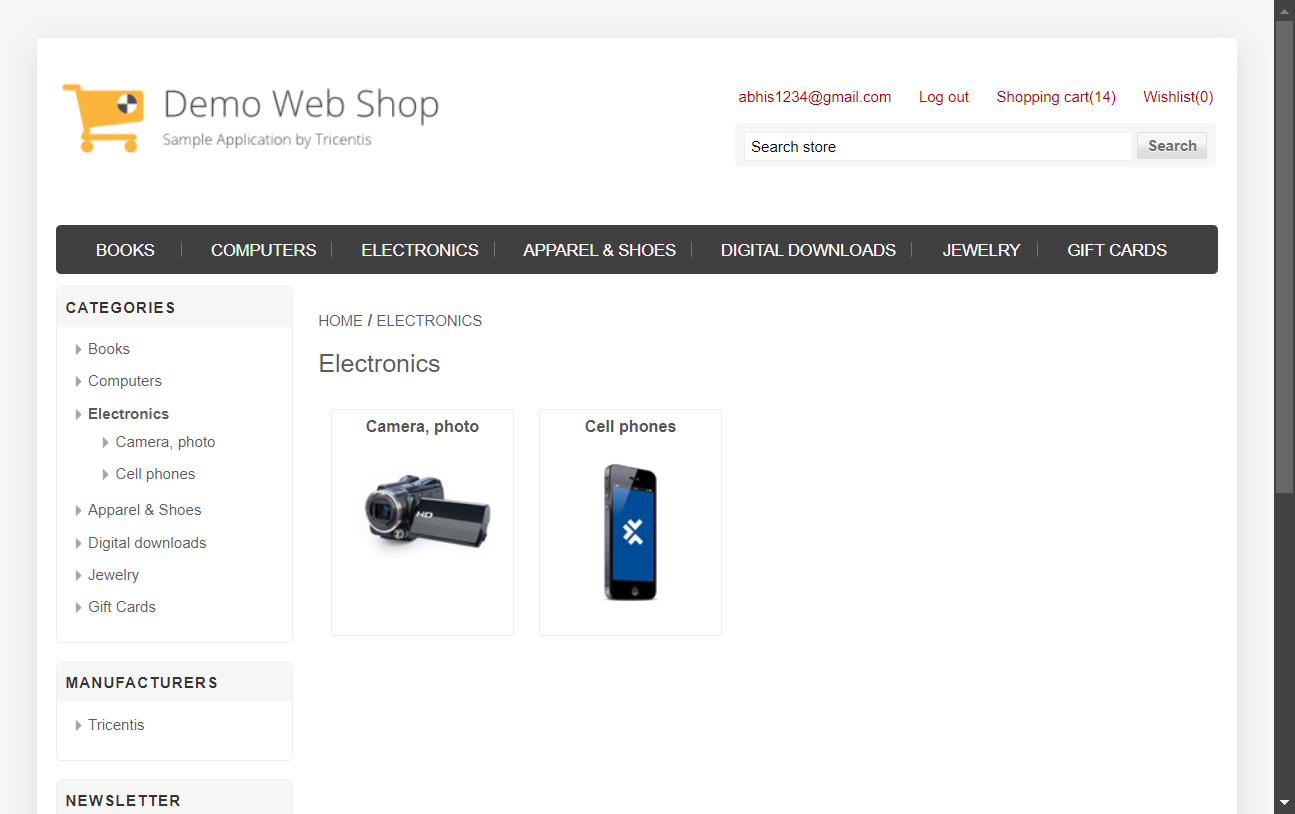 Demo Web Shop
Sample Application by Tricentis
abhis1234@gmail.com Log out Shopping cart(14) Wishlist(0)
Search store Search
BOOKS COMPUTERS ELECTRONICS APPAREL & SHOES DIGITAL DOWNLOADS JEWELRY GIFT CARDS
CATEGORIES
Books
Computers
Electronics
Camera, photo
Cell phones
Apparel & Shoes
Digital downloads
Jewelry
Gift Cards
MANUFACTURERS
Tricentis
NEWSLETTER
HOME / ELECTRONICS
Electronics
Camera, photo
HD
Cell phones